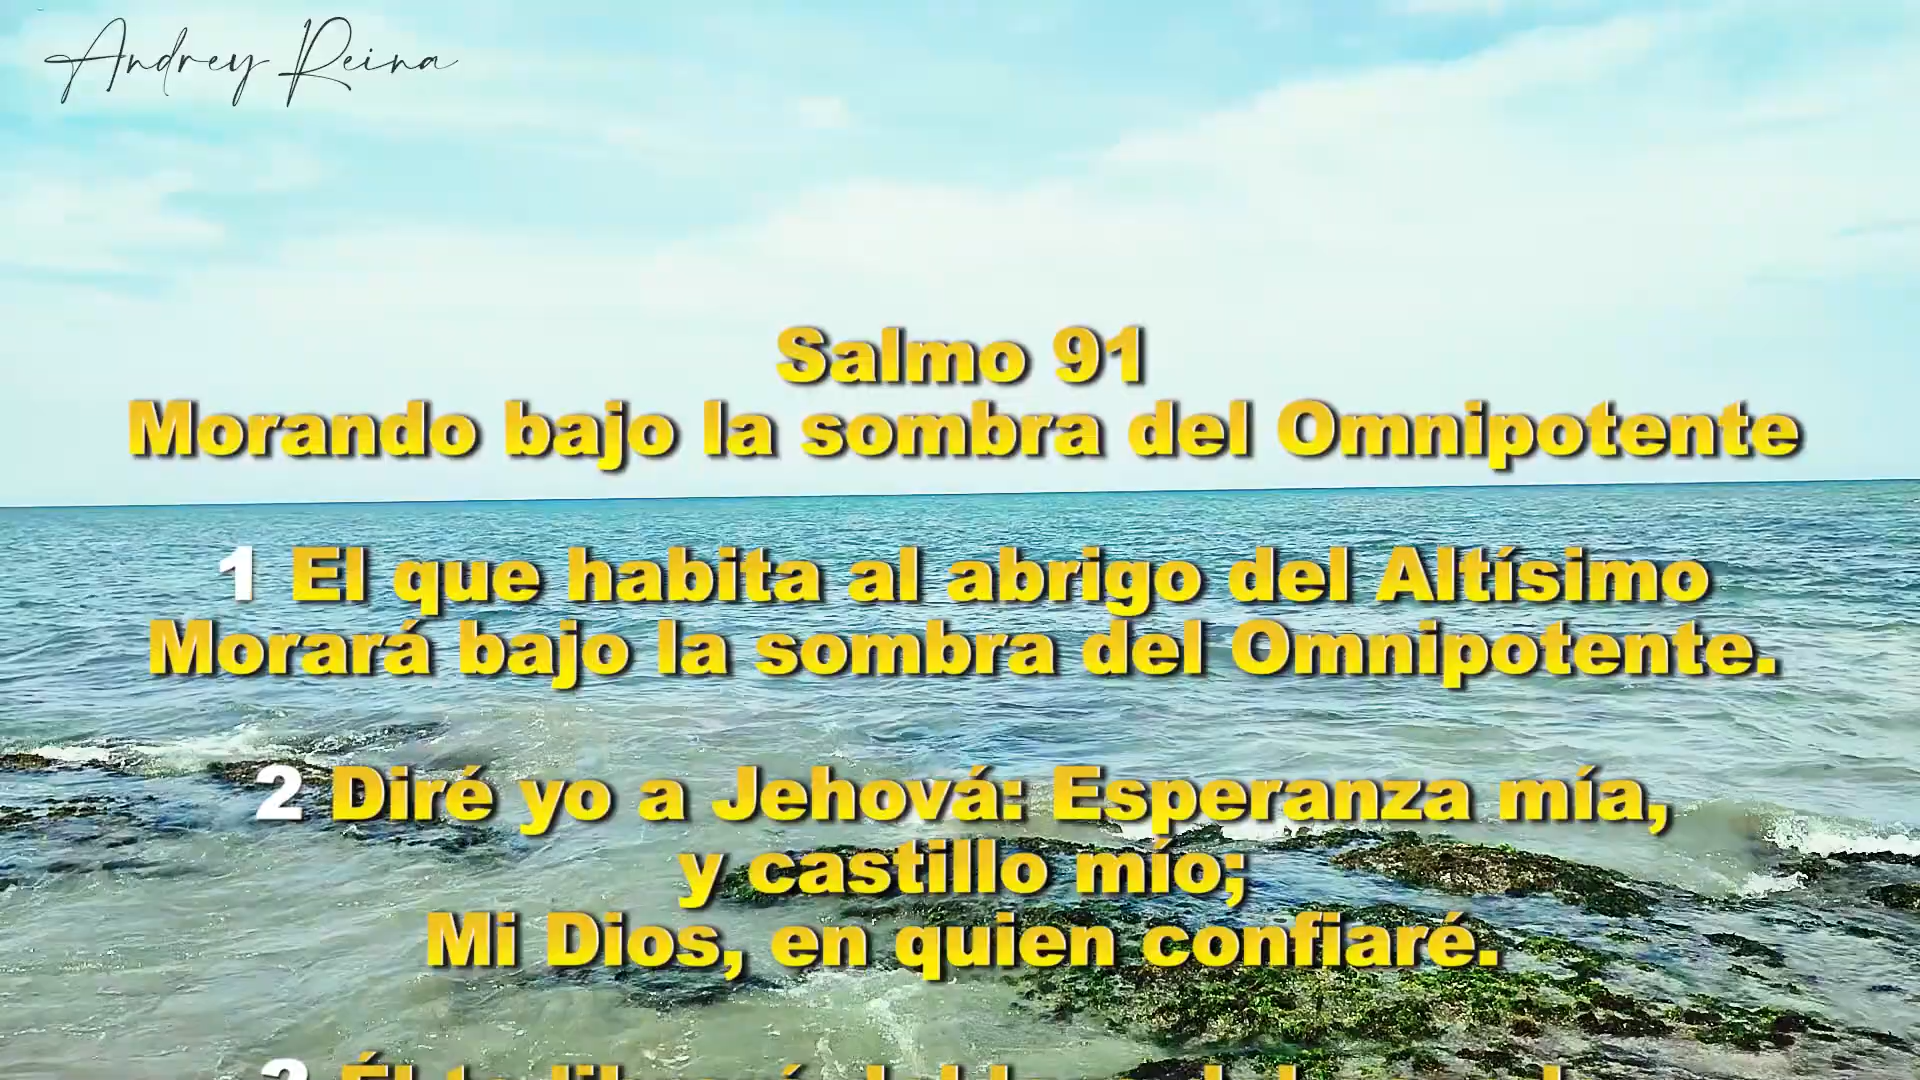 Andrey Reina
Salmo 91
Morando bajo la sombra del Omnipotente
1 El que habita al abrigo del Altísimo
Morará bajo la sombra del Omnipotente.
2 Diré yo a Jehová: Esperanza mía,
y castillo mío;
Mi Dios, en quien confiaré.